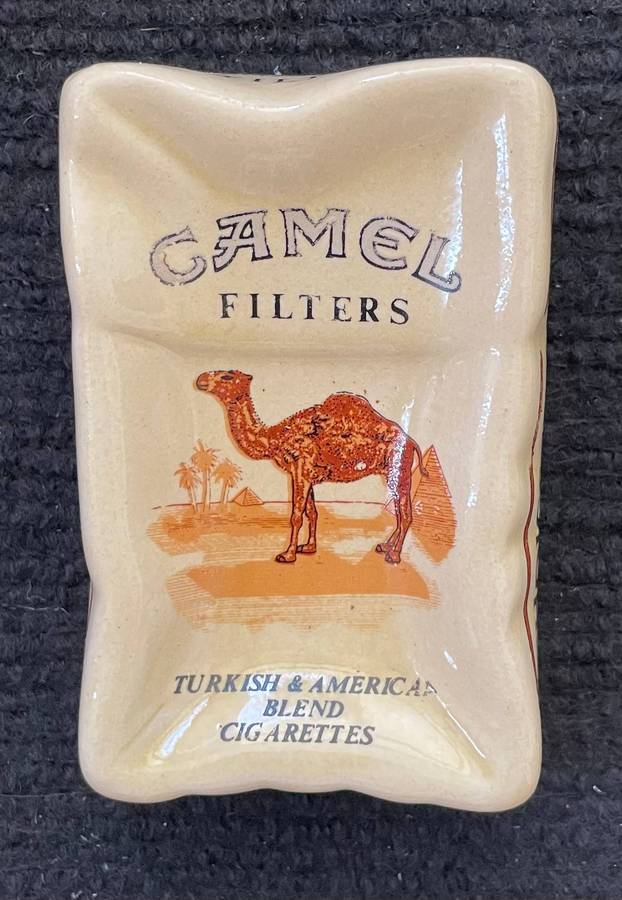 CAMEL
FILTERS
TURKISH & AMERICAN
BLEND
CIGARETTES